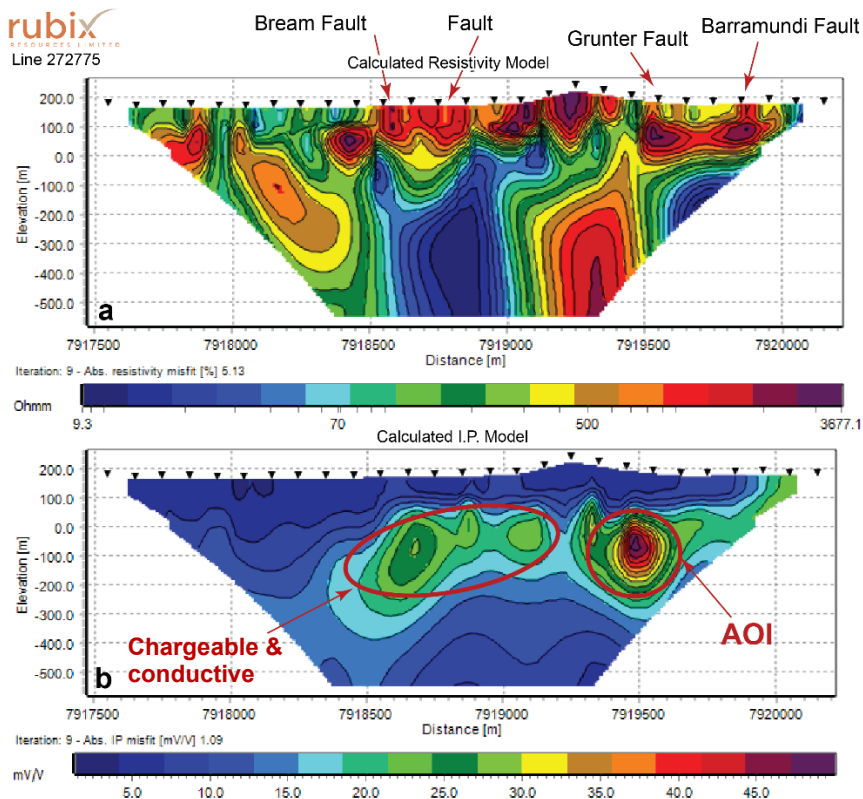 rubix
RESOURCES LIMITED
Line 272775
Bream Fault
Fault
Grunter Fault
Barramundi Fault
Calculated Resistivity Model
Elevation [m]
200.0
100.0
0.0
-100.0
-200.0
-300.0
-400.0
-500.0
a
7917500 7918000 7918500 7919000 7919500 7920000
Distance [m]
Iteration: 9 - Abs. resistivity misfit [%] 5.13
Ohmm
9.3 70 500 3677.1
Calculated I.P. Model
Elevation [m]
200.0
100.0
0.0
-100.0
-200.0
-300.0
-400.0
-500.0
Chargeable &
conductive
AOI
b
7917500 7918000 7918500 7919000 7919500 7920000
Distance [m]
Iteration: 9 - Abs. IP misfit [mV/V] 1.09
mV/V
5.0 10.0 15.0 20.0 25.0 30.0 35.0 40.0 45.0